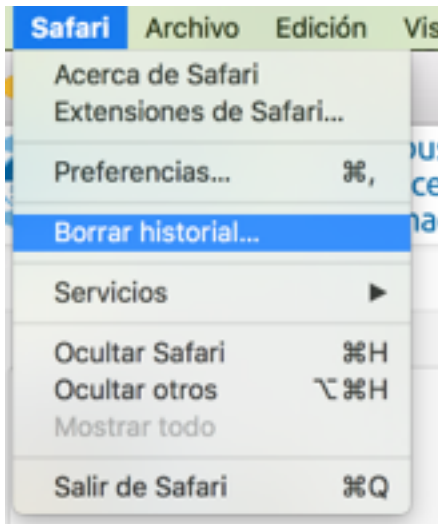 Safari Archivo Edición Vis
Acerca de Safari
Extensiones de Safari...
Preferencias... ⌘,
Borrar historial...
Servicios ▶
Ocultar Safari ⌘H
Ocultar otros ⌥⌘H
Mostrar todo
Salir de Safari ⌘Q